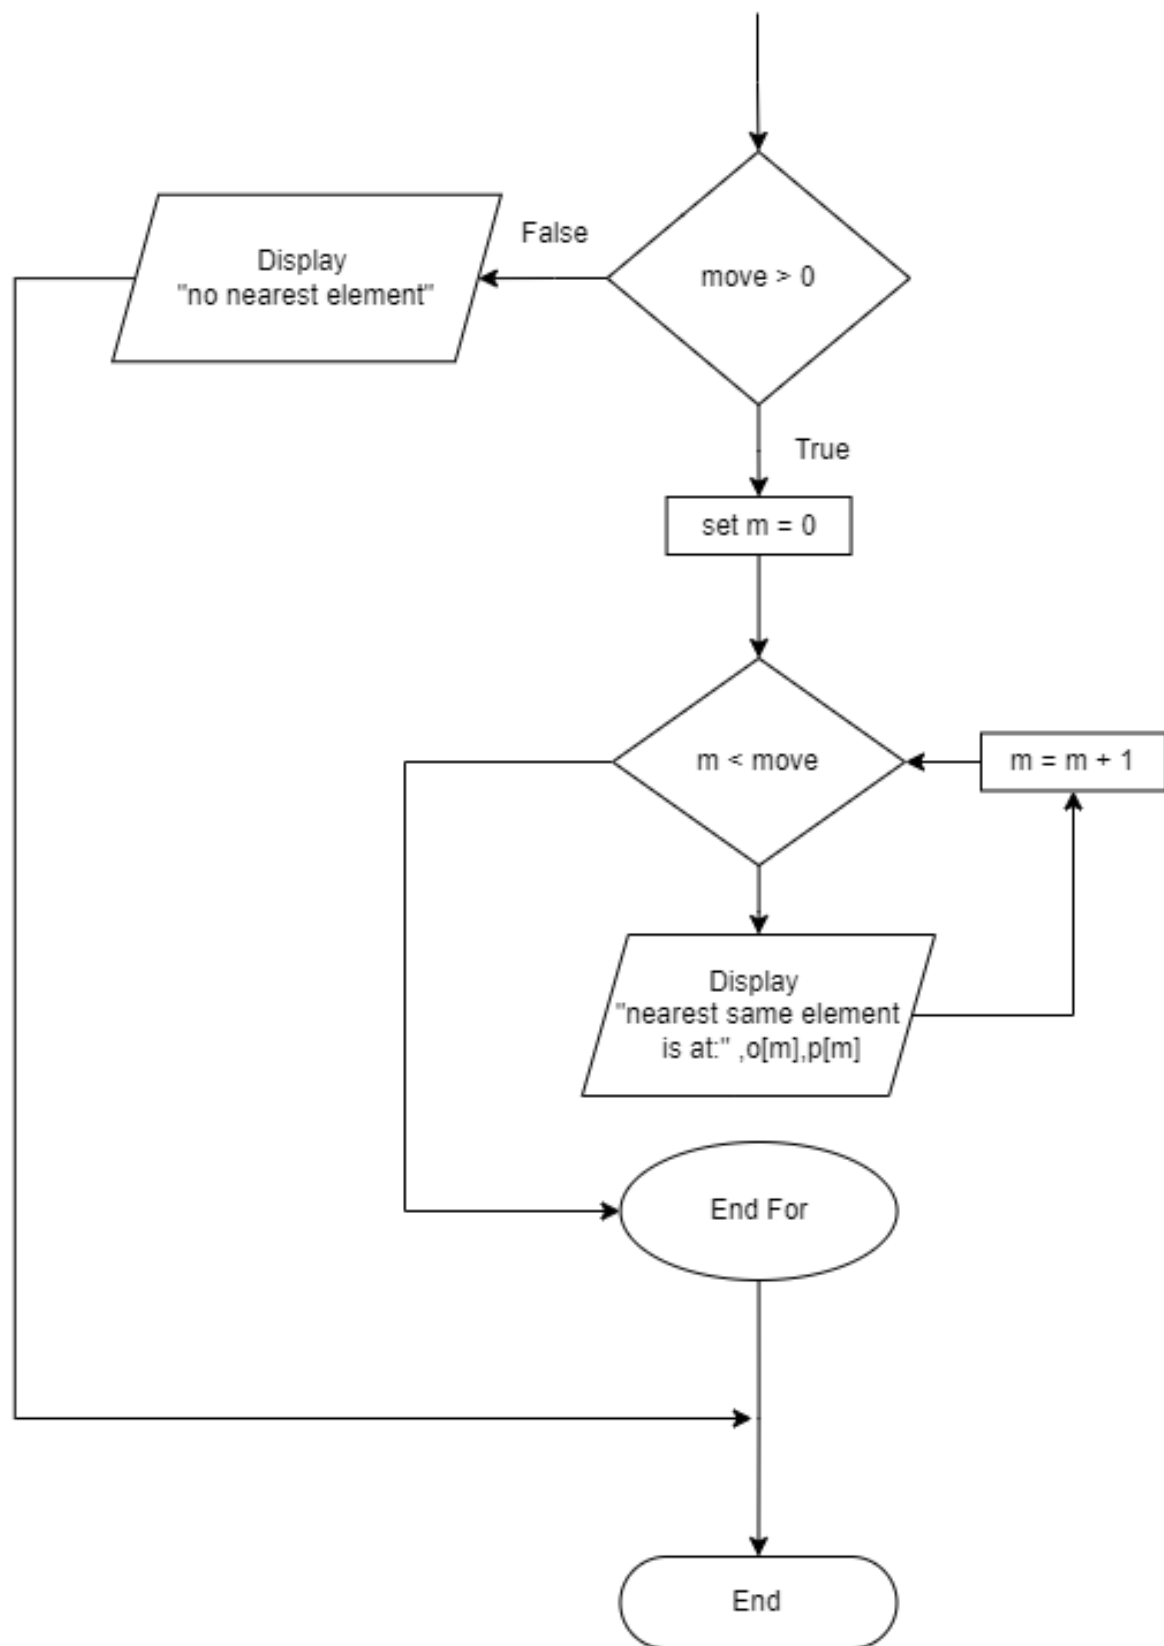 move > 0
False
Display
"no nearest element"
True
set m = 0
m < move
m = m + 1
Display
"nearest same element
is at:" ,o[m],p[m]
End For
End